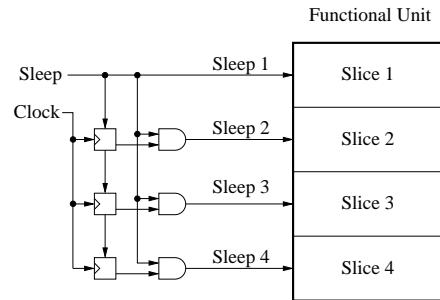 Functional Unit
Sleep
Sleep 1
Slice 1
Clock
Sleep 2
Slice 2
Sleep 3
Slice 3
Sleep 4
Slice 4